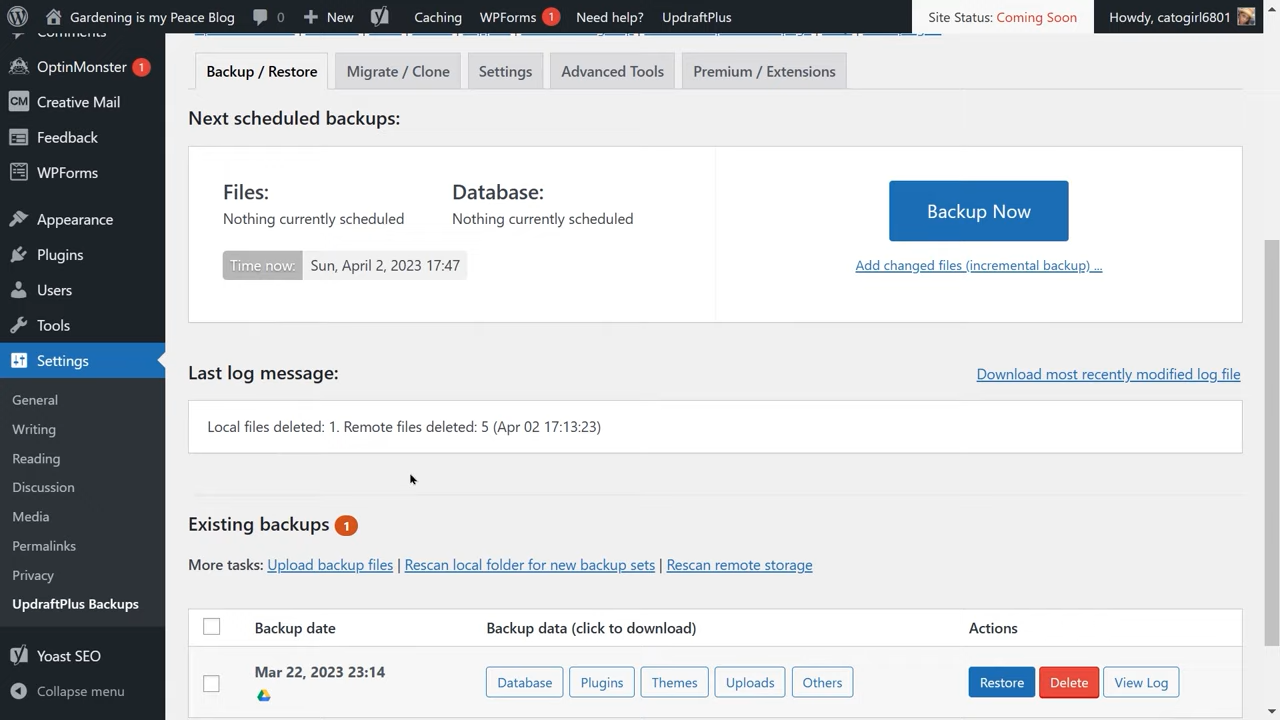 Gardening is my Peace Blog 0 New Caching WPForms 1 Need help? UpdraftPlus Site Status: Coming Soon Howdy, catogirl6801
Comments
OptinMonster 1
CM Creative Mail
Feedback
WPForms
Appearance
Plugins
Users
Tools
Settings
General
Writing
Reading
Discussion
Media
Permalinks
Privacy
UpdraftPlus Backups
Yoast SEO
Collapse menu
Backup / Restore Migrate / Clone Settings Advanced Tools Premium / Extensions
Next scheduled backups:
Files: Database:
Nothing currently scheduled Nothing currently scheduled
Time now: Sun, April 2, 2023 17:47
Backup Now
Add changed files (incremental backup) ...
Last log message: Download most recently modified log file
Local files deleted: 1. Remote files deleted: 5 (Apr 02 17:13:23)
Existing backups 1
More tasks: Upload backup files | Rescan local folder for new backup sets | Rescan remote storage
Backup date Backup data (click to download) Actions
Mar 22, 2023 23:14 Database Plugins Themes Uploads Others Restore Delete View Log